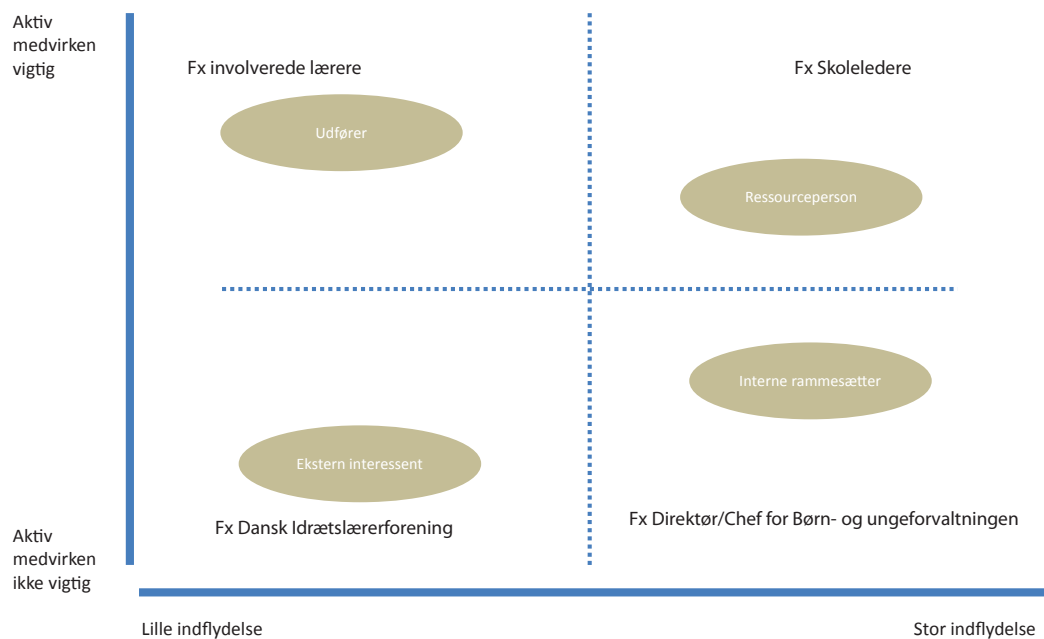 Aktiv
medvirken
vigtig
Fx involverede lærere
Fx Skoleledere
Udfører
Ressourceperson
Interne rammesætter
Ekstern interessent
Fx Dansk Idrætslærerforening
Fx Direktør/Chef for Børn- og ungeforvaltningen
Aktiv
medvirken
ikke vigtig
Lille indflydelse
Stor indflydelse